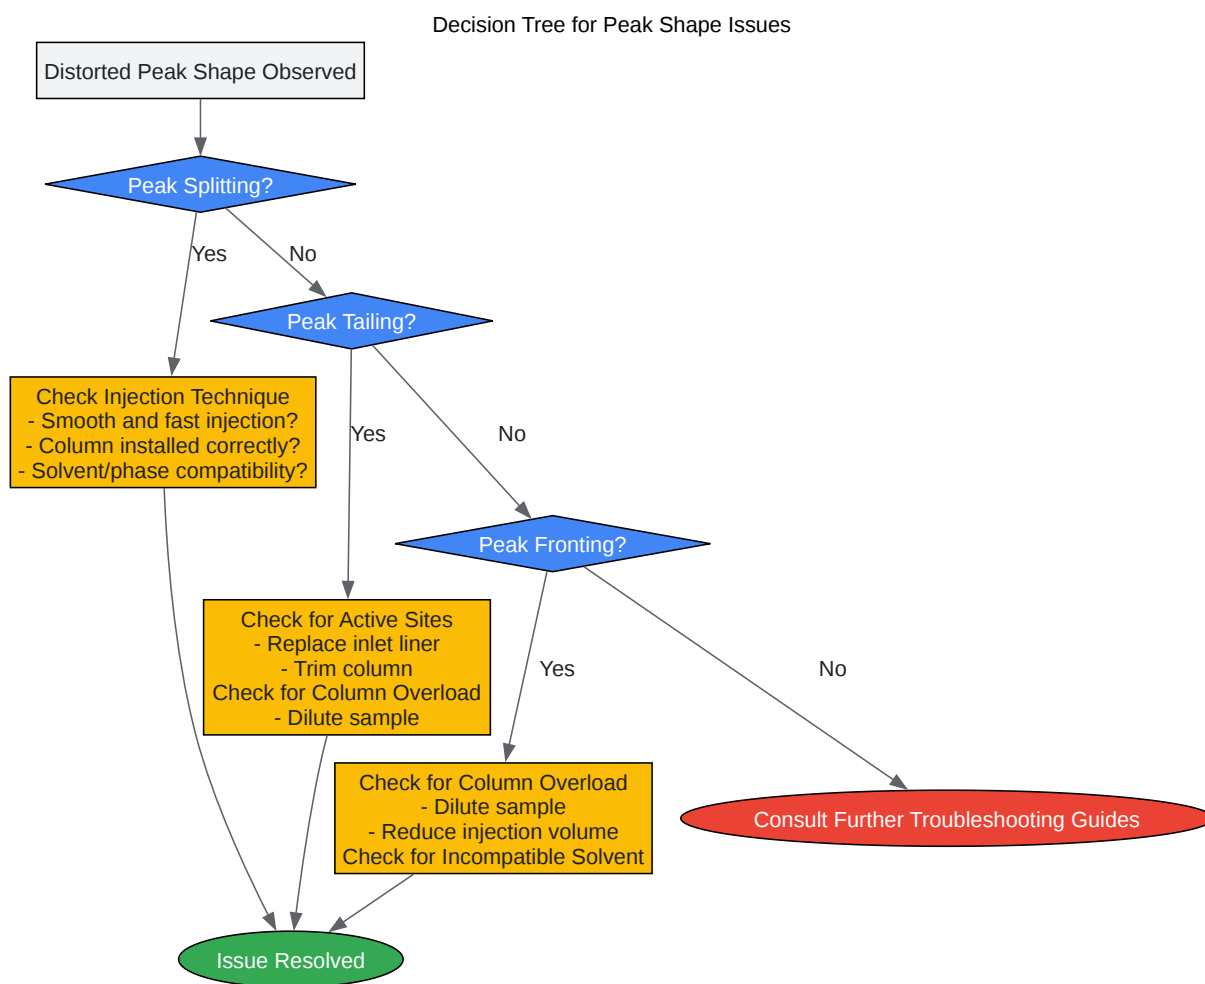 Decision Tree for Peak Shape Issues
Distorted Peak Shape Observed
Peak Splitting?
Yes
No
Peak Tailing?
Check Injection Technique
- Smooth and fast injection?
- Column installed correctly?
- Solvent/phase compatibility?
Yes
No
Peak Fronting?
Check for Active Sites
- Replace inlet liner
- Trim column
Check for Column Overload
- Dilute sample
Yes
No
Check for Column Overload
- Dilute sample
- Reduce injection volume
Check for Incompatible Solvent
Consult Further Troubleshooting Guides
Issue Resolved